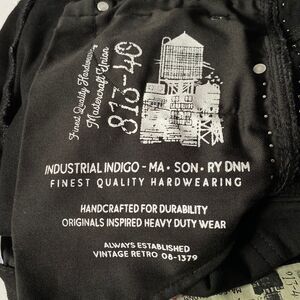 Finest Quality Hardwear
Mastercraft Union
813-40
INDUSTRIAL INDIGO - MA • SON • RY DNM
FINEST QUALITY HARDWEARING
HANDCRAFTED FOR DURABILITY
ORIGINALS INSPIRED HEAVY DUTY WEAR
ALWAYS ESTABLISHED
VINTAGE RETRO 08-1379